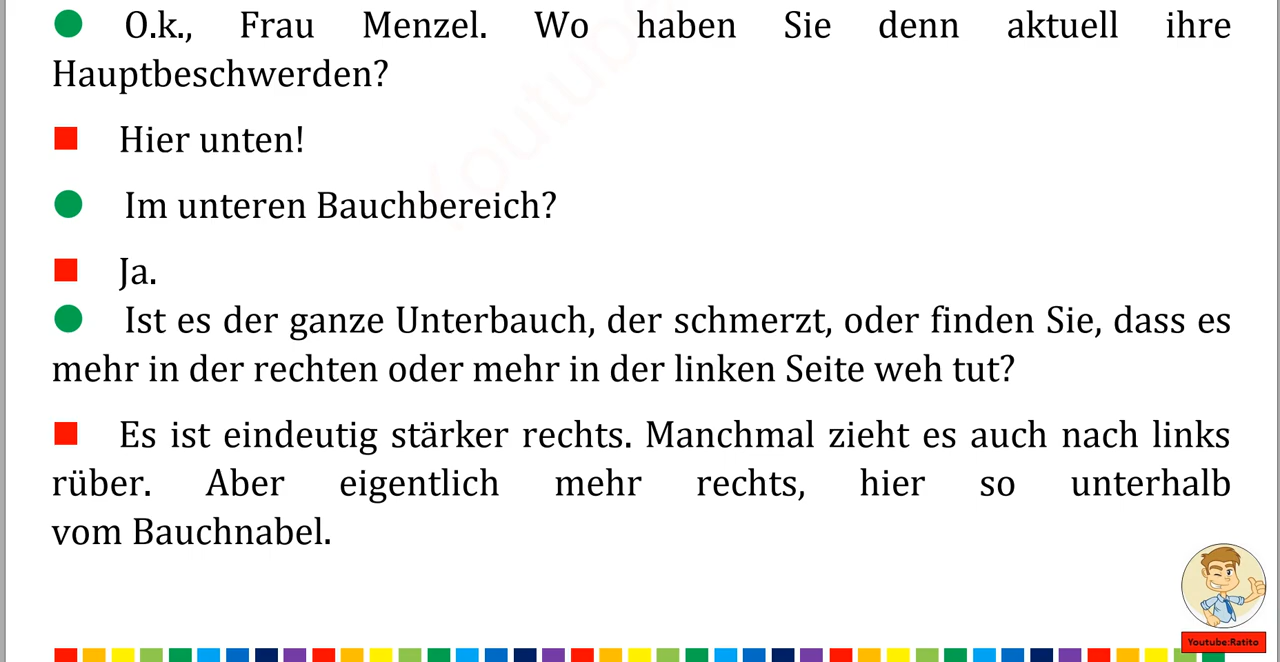 O.k., Frau Menzel. Wo haben Sie denn aktuell ihre
Hauptbeschwerden?
Hier unten!
Im unteren Bauchbereich?
Ja.
Ist es der ganze Unterbauch, der schmerzt, oder finden Sie, dass es
mehr in der rechten oder mehr in der linken Seite weh tut?
Es ist eindeutig stärker rechts. Manchmal zieht es auch nach links
rüber. Aber eigentlich mehr rechts, hier so unterhalb
vom Bauchnabel.
Youtube:Ratito